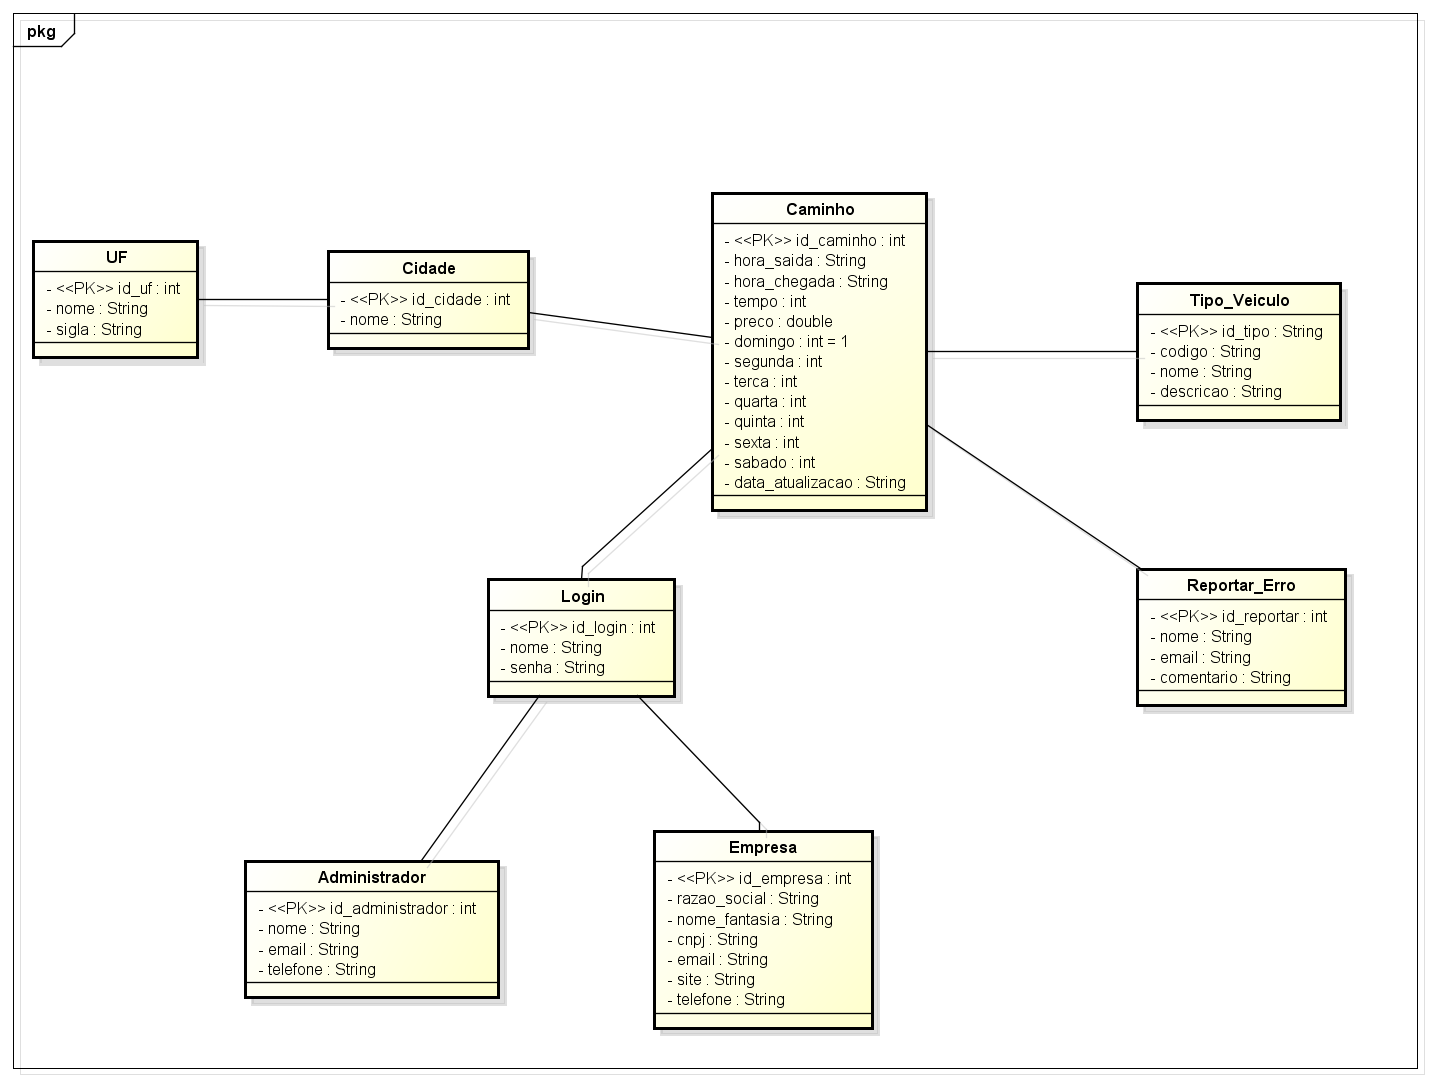 pkg
UF
- <<PK>> id_uf : int
- nome : String
- sigla : String
Cidade
- <<PK>> id_cidade : int
- nome : String
Caminho
- <<PK>> id_caminho : int
- hora_saida : String
- hora_chegada : String
- tempo : int
- preco : double
- domingo : int = 1
- segunda : int
- terca : int
- quarta : int
- quinta : int
- sexta : int
- sabado : int
- data_atualizacao : String
Tipo_Veiculo
- <<PK>> id_tipo : String
- codigo : String
- nome : String
- descricao : String
Login
- <<PK>> id_login : int
- nome : String
- senha : String
Reportar_Erro
- <<PK>> id_reportar : int
- nome : String
- email : String
- comentario : String
Administrador
- <<PK>> id_administrador : int
- nome : String
- email : String
- telefone : String
Empresa
- <<PK>> id_empresa : int
- razao_social : String
- nome_fantasia : String
- cnpj : String
- email : String
- site : String
- telefone : String